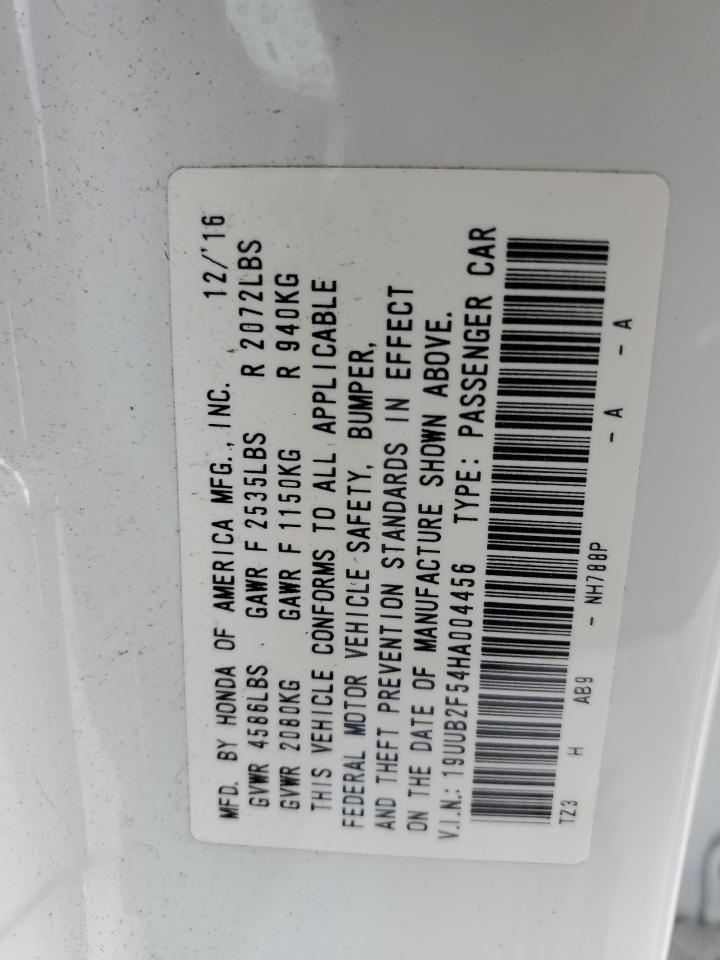 MFD. BY HONDA OF AMERICA MFG., INC. 12/'16
GVWR 4586LBS GAWR F 2535LBS R 2072LBS
GVWR 2080KG GAWR F 1150KG R 940KG
THIS VEHICLE CONFORMS TO ALL APPLICABLE
FEDERAL MOTOR VEHICLE SAFETY, BUMPER,
AND THEFT PREVENTION STANDARDS IN EFFECT
ON THE DATE OF MANUFACTURE SHOWN ABOVE.
V.I.N.: 19UUB2F54HA004456 TYPE: PASSENGER CAR
TZ3 H AB9 - NH788P - A - A